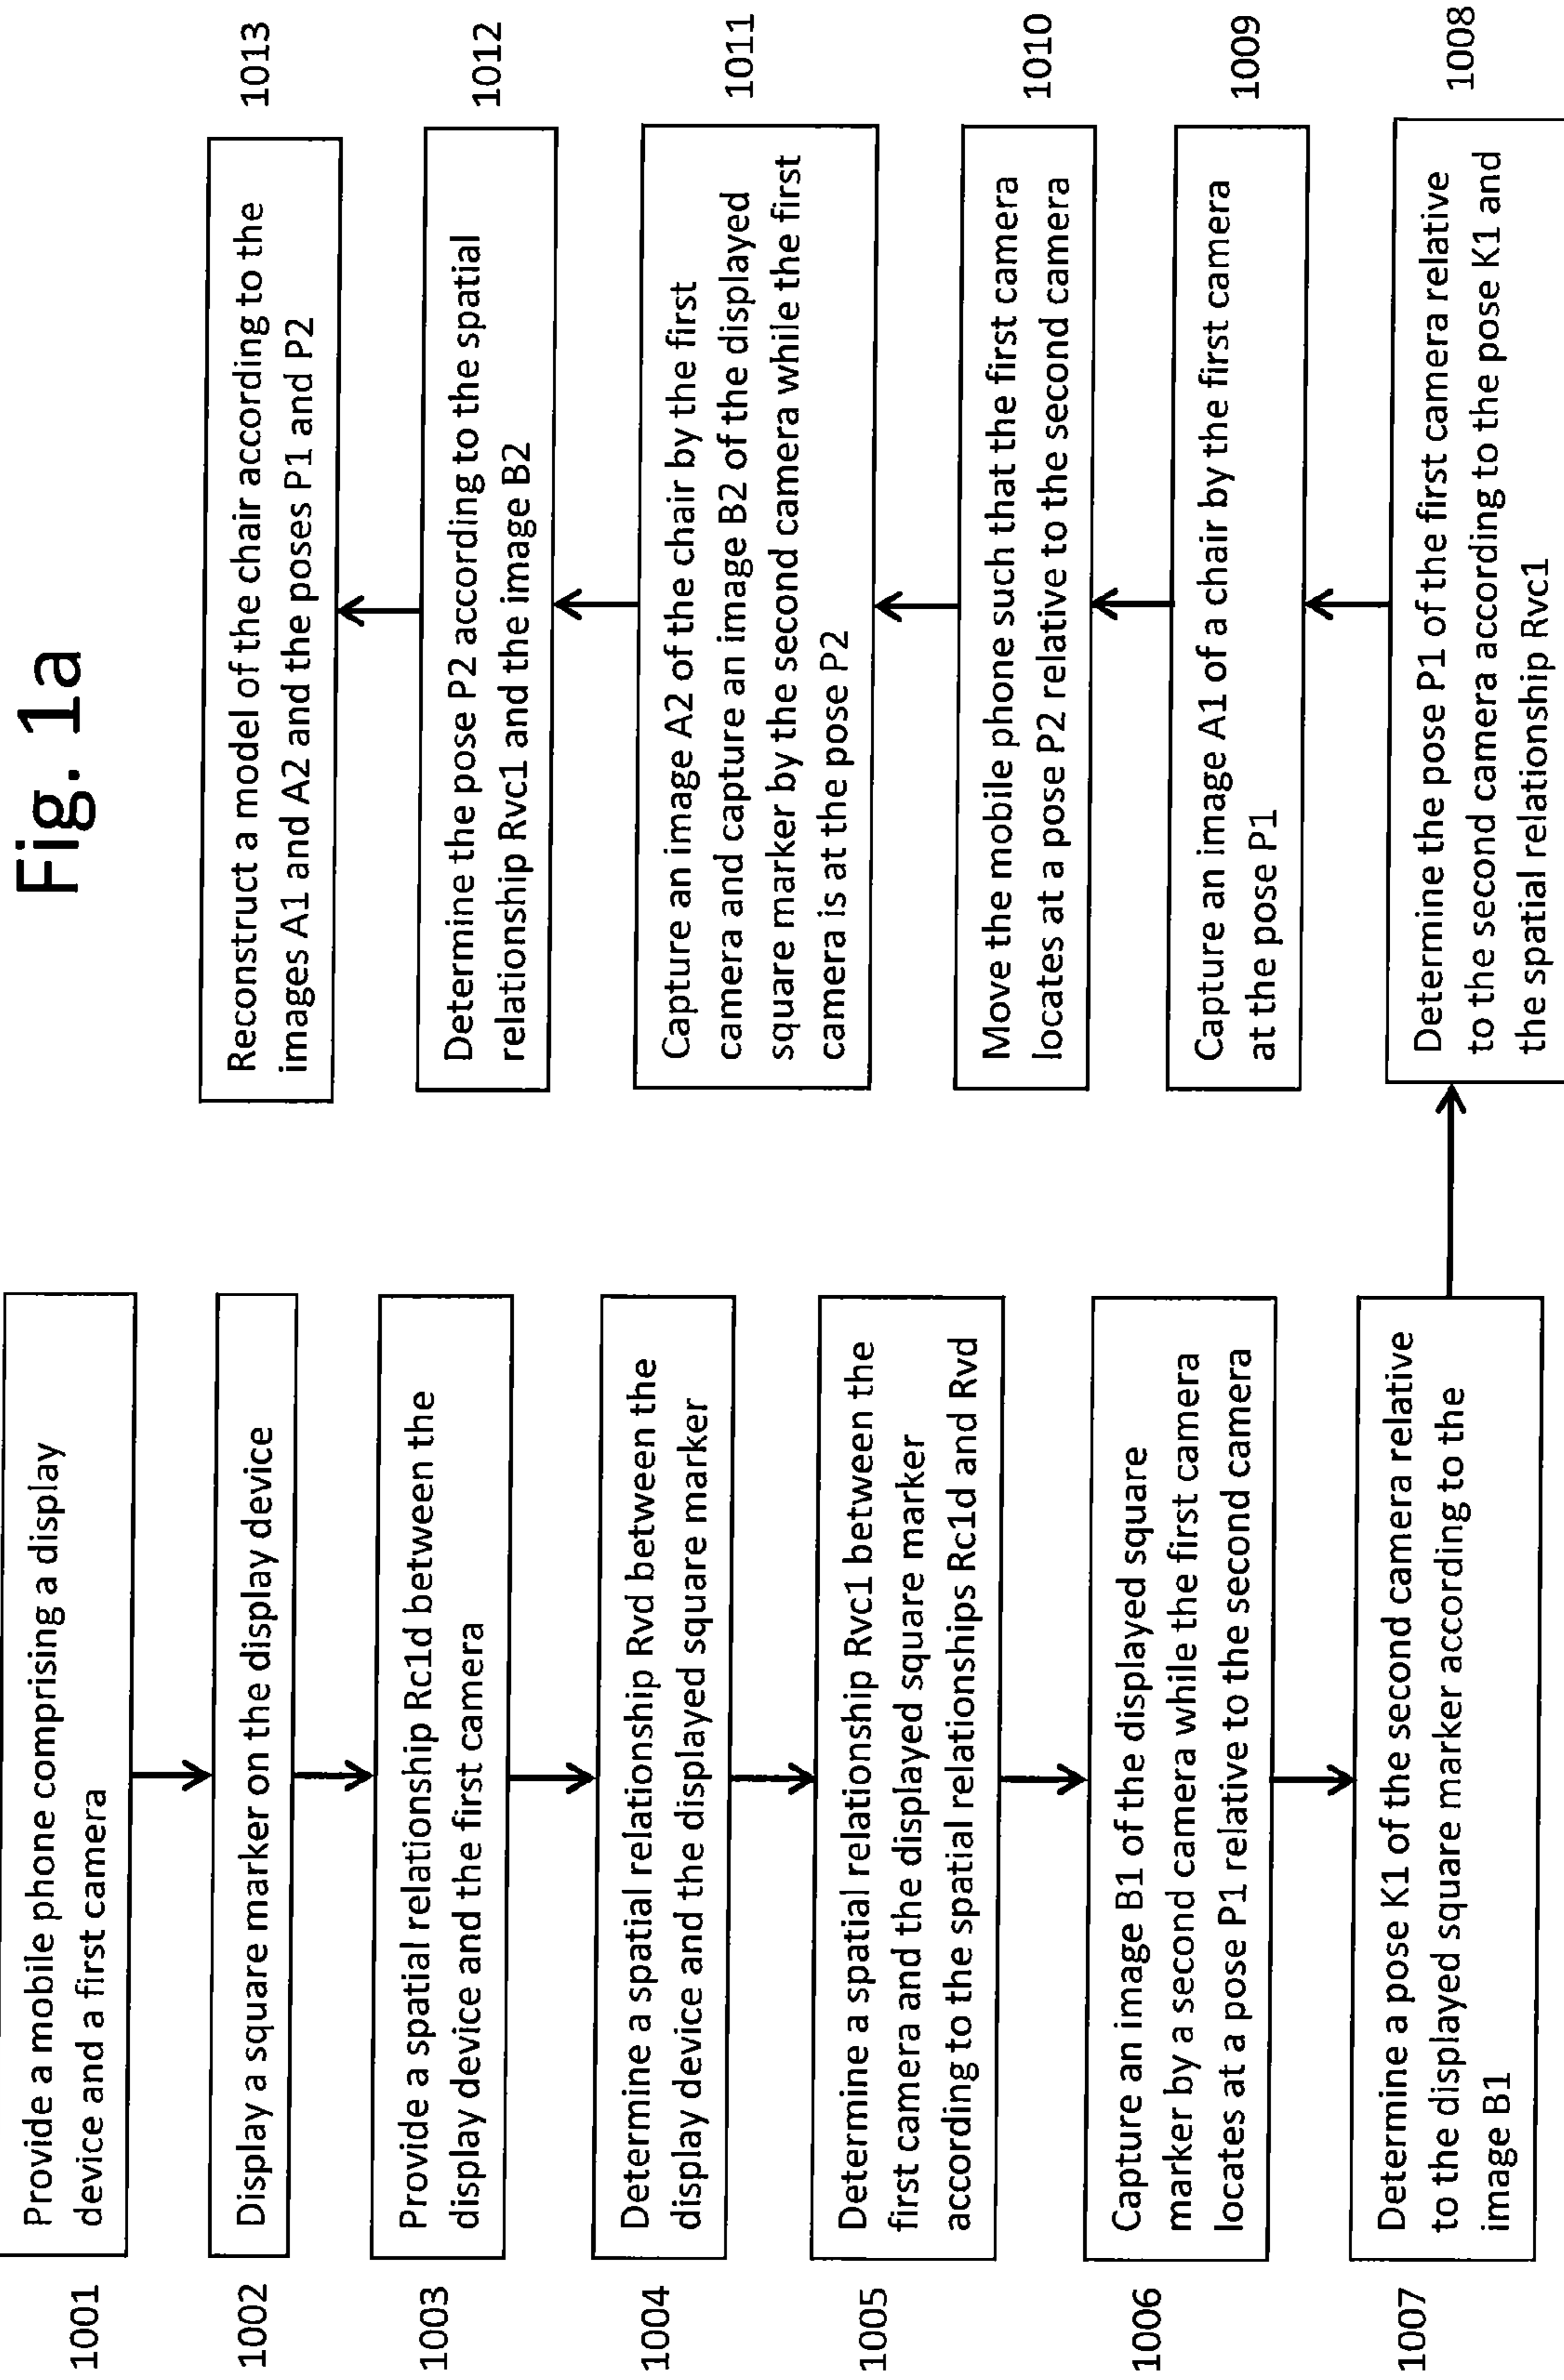 Fig. 1a
1001
Provide a mobile phone comprising a display
device and a first camera
1002
Display a square marker on the display device
1003
Provide a spatial relationship Rc1d between the
display device and the first camera
1004
Determine a spatial relationship Rvd between the
display device and the displayed square marker
1005
Determine a spatial relationship Rvc1 between the
first camera and the displayed square marker
according to the spatial relationships Rc1d and Rvd
1006
Capture an image B1 of the displayed square
marker by a second camera while the first camera
locates at a pose P1 relative to the second camera
1007
Determine a pose K1 of the second camera relative
to the displayed square marker according to the
image B1
1008
Determine the pose P1 of the first camera relative
to the second camera according to the pose K1 and
the spatial relationship Rvc1
1009
Capture an image A1 of a chair by the first camera
at the pose P1
1010
Move the mobile phone such that the first camera
locates at a pose P2 relative to the second camera
1011
Capture an image A2 of the chair by the first
camera and capture an image B2 of the displayed
square marker by the second camera while the first
camera is at the pose P2
1012
Determine the pose P2 according to the spatial
relationship Rvc1 and the image B2
1013
Reconstruct a model of the chair according to the
images A1 and A2 and the poses P1 and P2